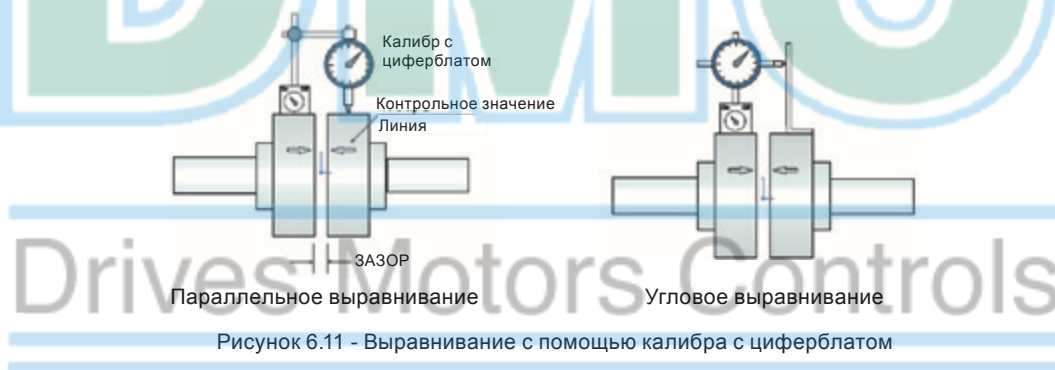 Калибр с
циферблатом
Контрольное значение
Линия
ЗАЗОР
Drives Motors Controls
Параллельное выравнивание
Угловое выравнивание
Рисунок 6.11 - Выравнивание с помощью калибра с циферблатом